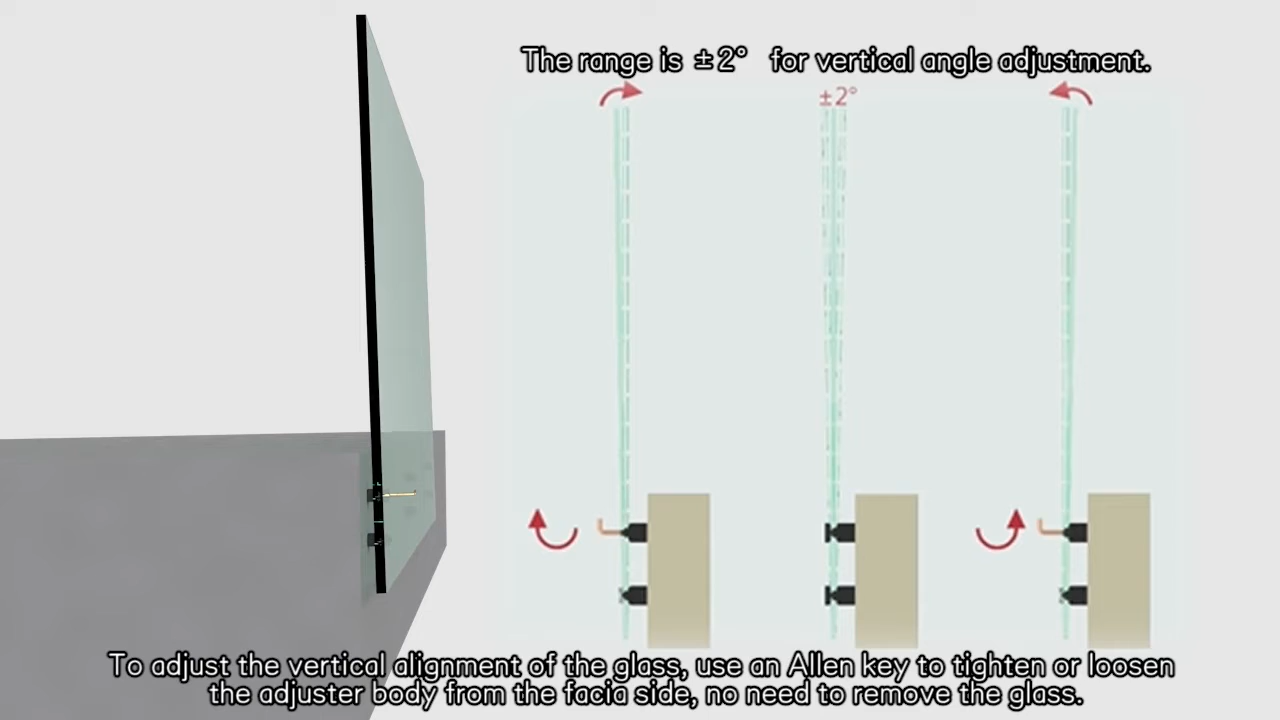 The range is ±2° for vertical angle adjustment.
±2°
To adjust the vertical alignment of the glass, use an Allen key to tighten or loosen
the adjuster body from the facia side, no need to remove the glass.